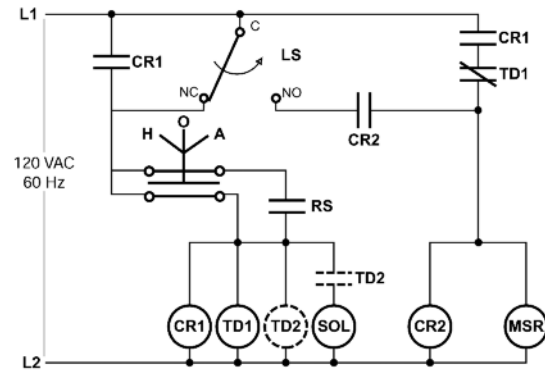 L1
C
CR1
CR1
LS
TD1
NC
NO
O
H
A
CR2
120 VAC
60 Hz
RS
TD2
CR1
TD1
TD2
SOL
CR2
MSR
L2